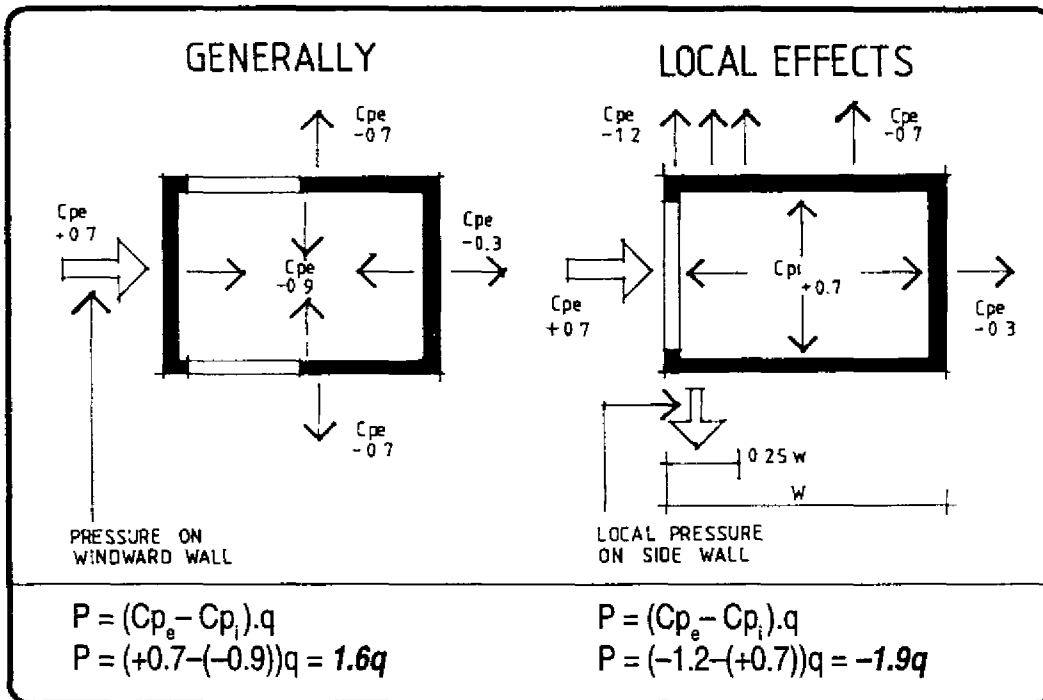 GENERALLY
Cpe
-0 7
Cpe
+0 7
Cpe
-0.3
Cpe
-0 9
Cpe
-0 7
PRESSURE ON
WINDWARD WALL
P = (Cpe – Cpi).q
P = (+0.7–(–0.9))q = 1.6q
LOCAL EFFECTS
Cpe
-1.2
Cpe
-0.7
Cpi
+0.7
Cpe
+0 7
Cpe
-0.3
0 25 w
W
LOCAL PRESSURE
ON SIDE WALL
P = (Cpe – Cpi).q
P = (–1.2–(+0.7))q = –1.9q